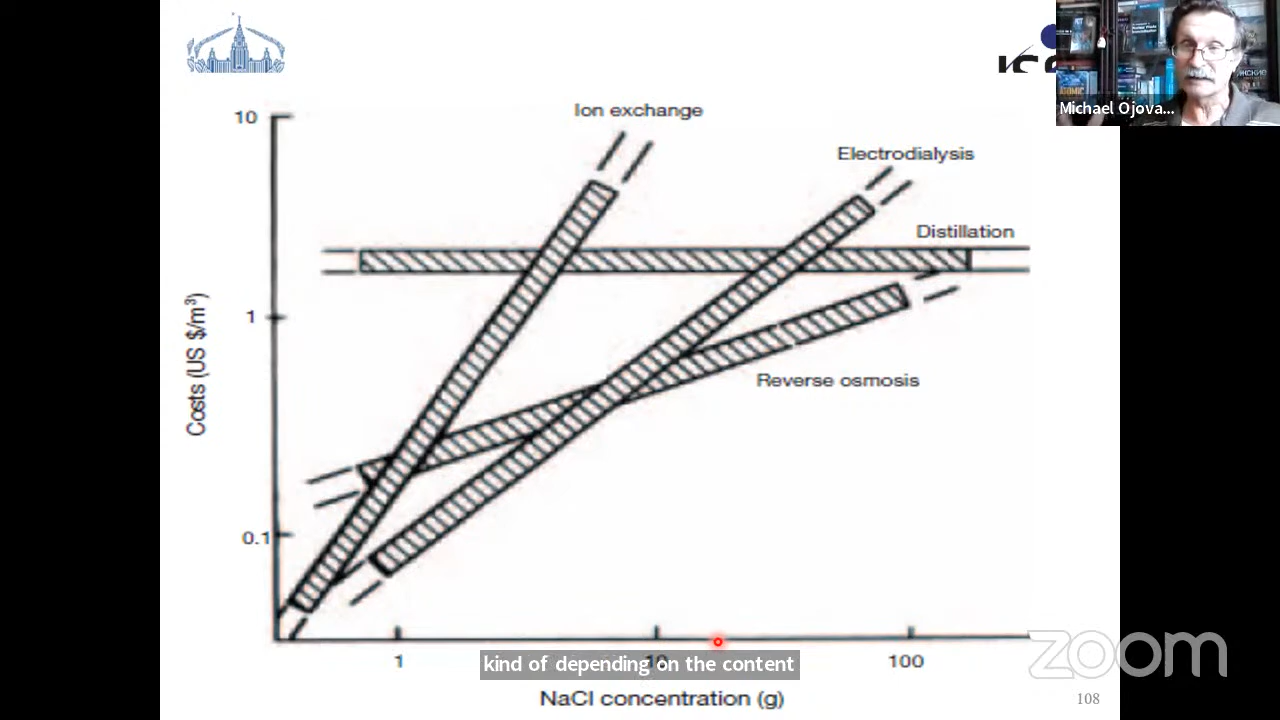 Michael Ojova...
10
Ion exchange
Electrodialysis
Distillation
Costs (US $/m³)
1
Reverse osmosis
0.1
1
10
100
kind of depending on the content
NaCl concentration (g)
zoom
108
ATOMIC